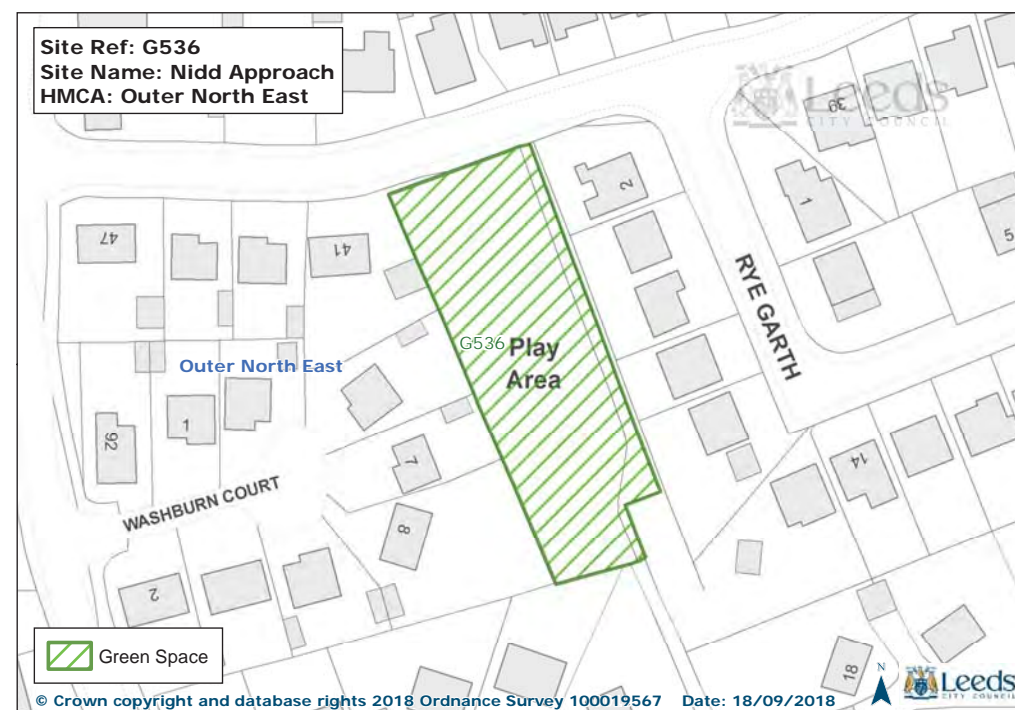 Site Ref: G536
Site Name: Nidd Approach
HMCA: Outer North East
Leeds
CITY COUNCIL
39
2
1
47
41
5
RYE GARTH
G536
Play
Area
Outer North East
1
92
7
14
WASHBURN COURT
8
2
Green Space
18
N
Leeds
CITY COUNCIL
© Crown copyright and database rights 2018 Ordnance Survey 100019567 Date: 18/09/2018